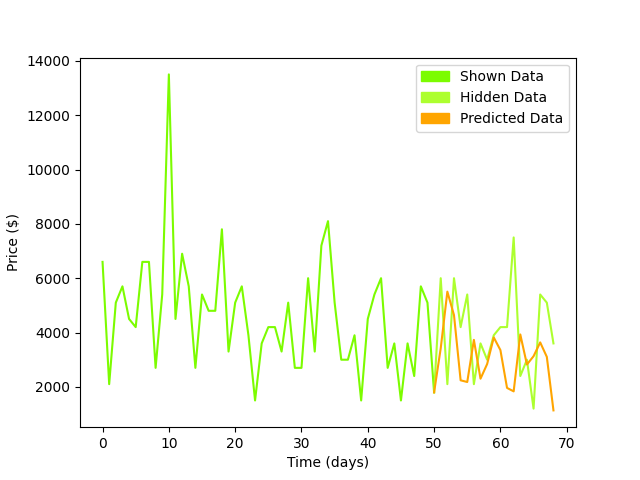 14000
12000
10000
8000
6000
4000
2000
Price ($)
0 10 20 30 40 50 60 70
Time (days)
Shown Data
Hidden Data
Predicted Data